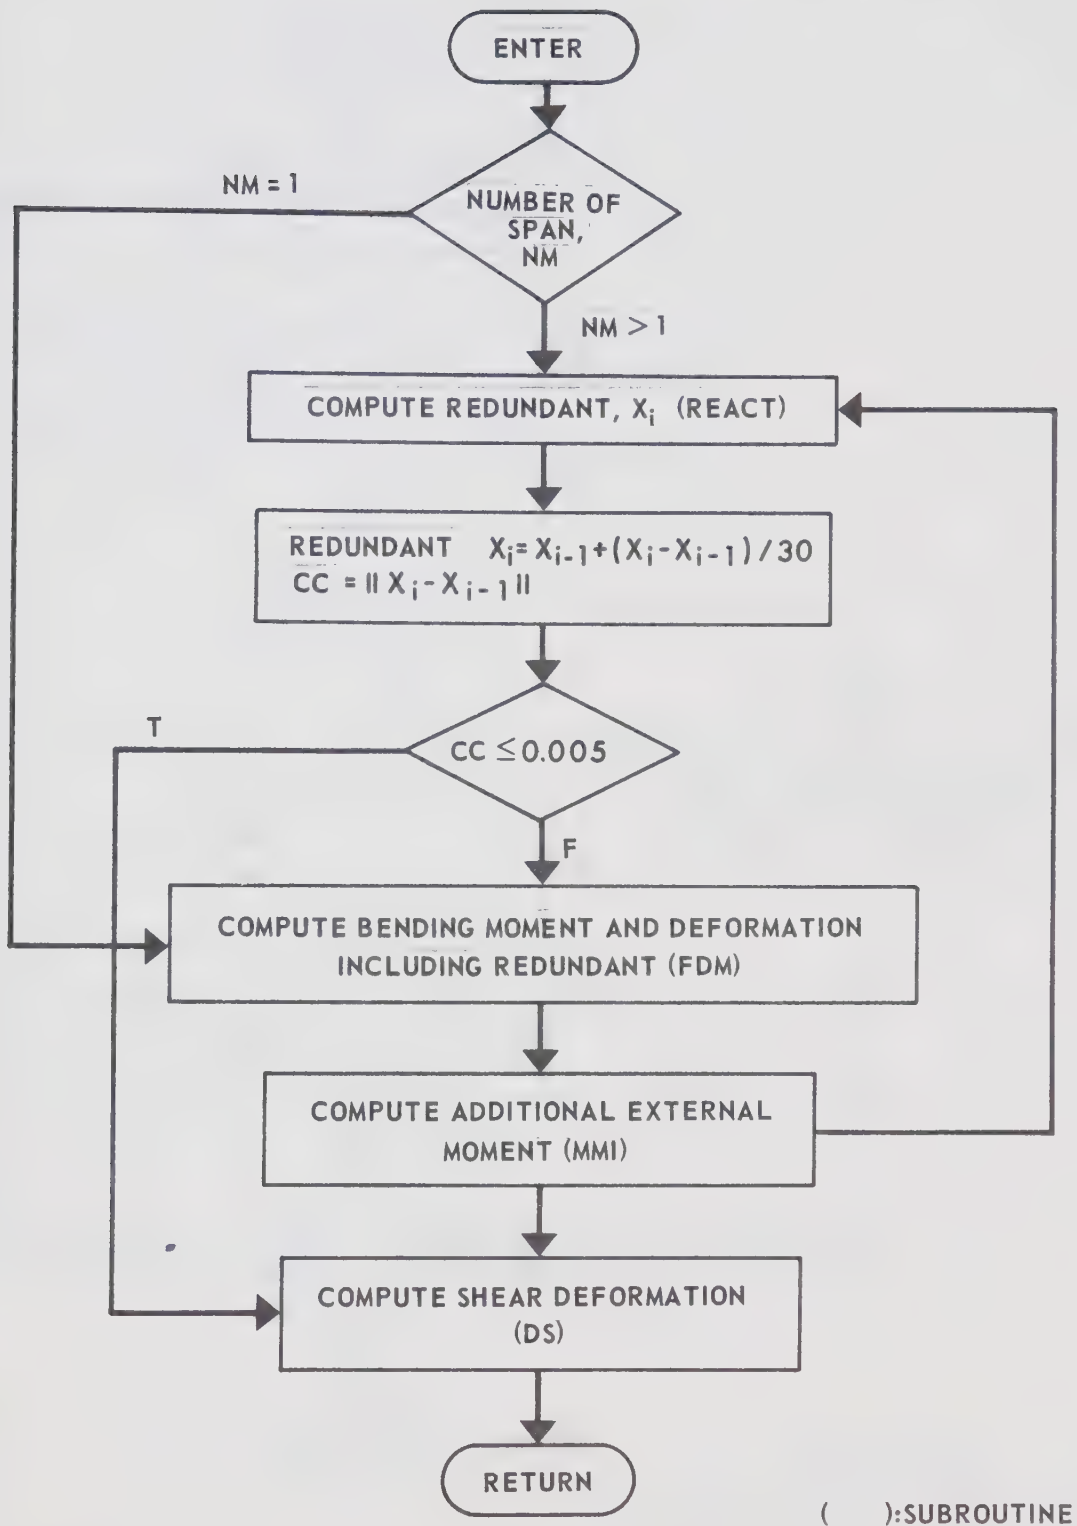 ENTER
NM = 1
NUMBER OF
SPAN,
NM
NM > 1
COMPUTE REDUNDANT, Xi (REACT)
REDUNDANT Xi = Xi-1 + (Xi - Xi-1) / 30
CC = || Xi - Xi-1 ||
T
CC ≤ 0.005
F
COMPUTE BENDING MOMENT AND DEFORMATION
INCLUDING REDUNDANT (FDM)
COMPUTE ADDITIONAL EXTERNAL
MOMENT (MMI)
COMPUTE SHEAR DEFORMATION
(DS)
RETURN
( ):SUBROUTINE